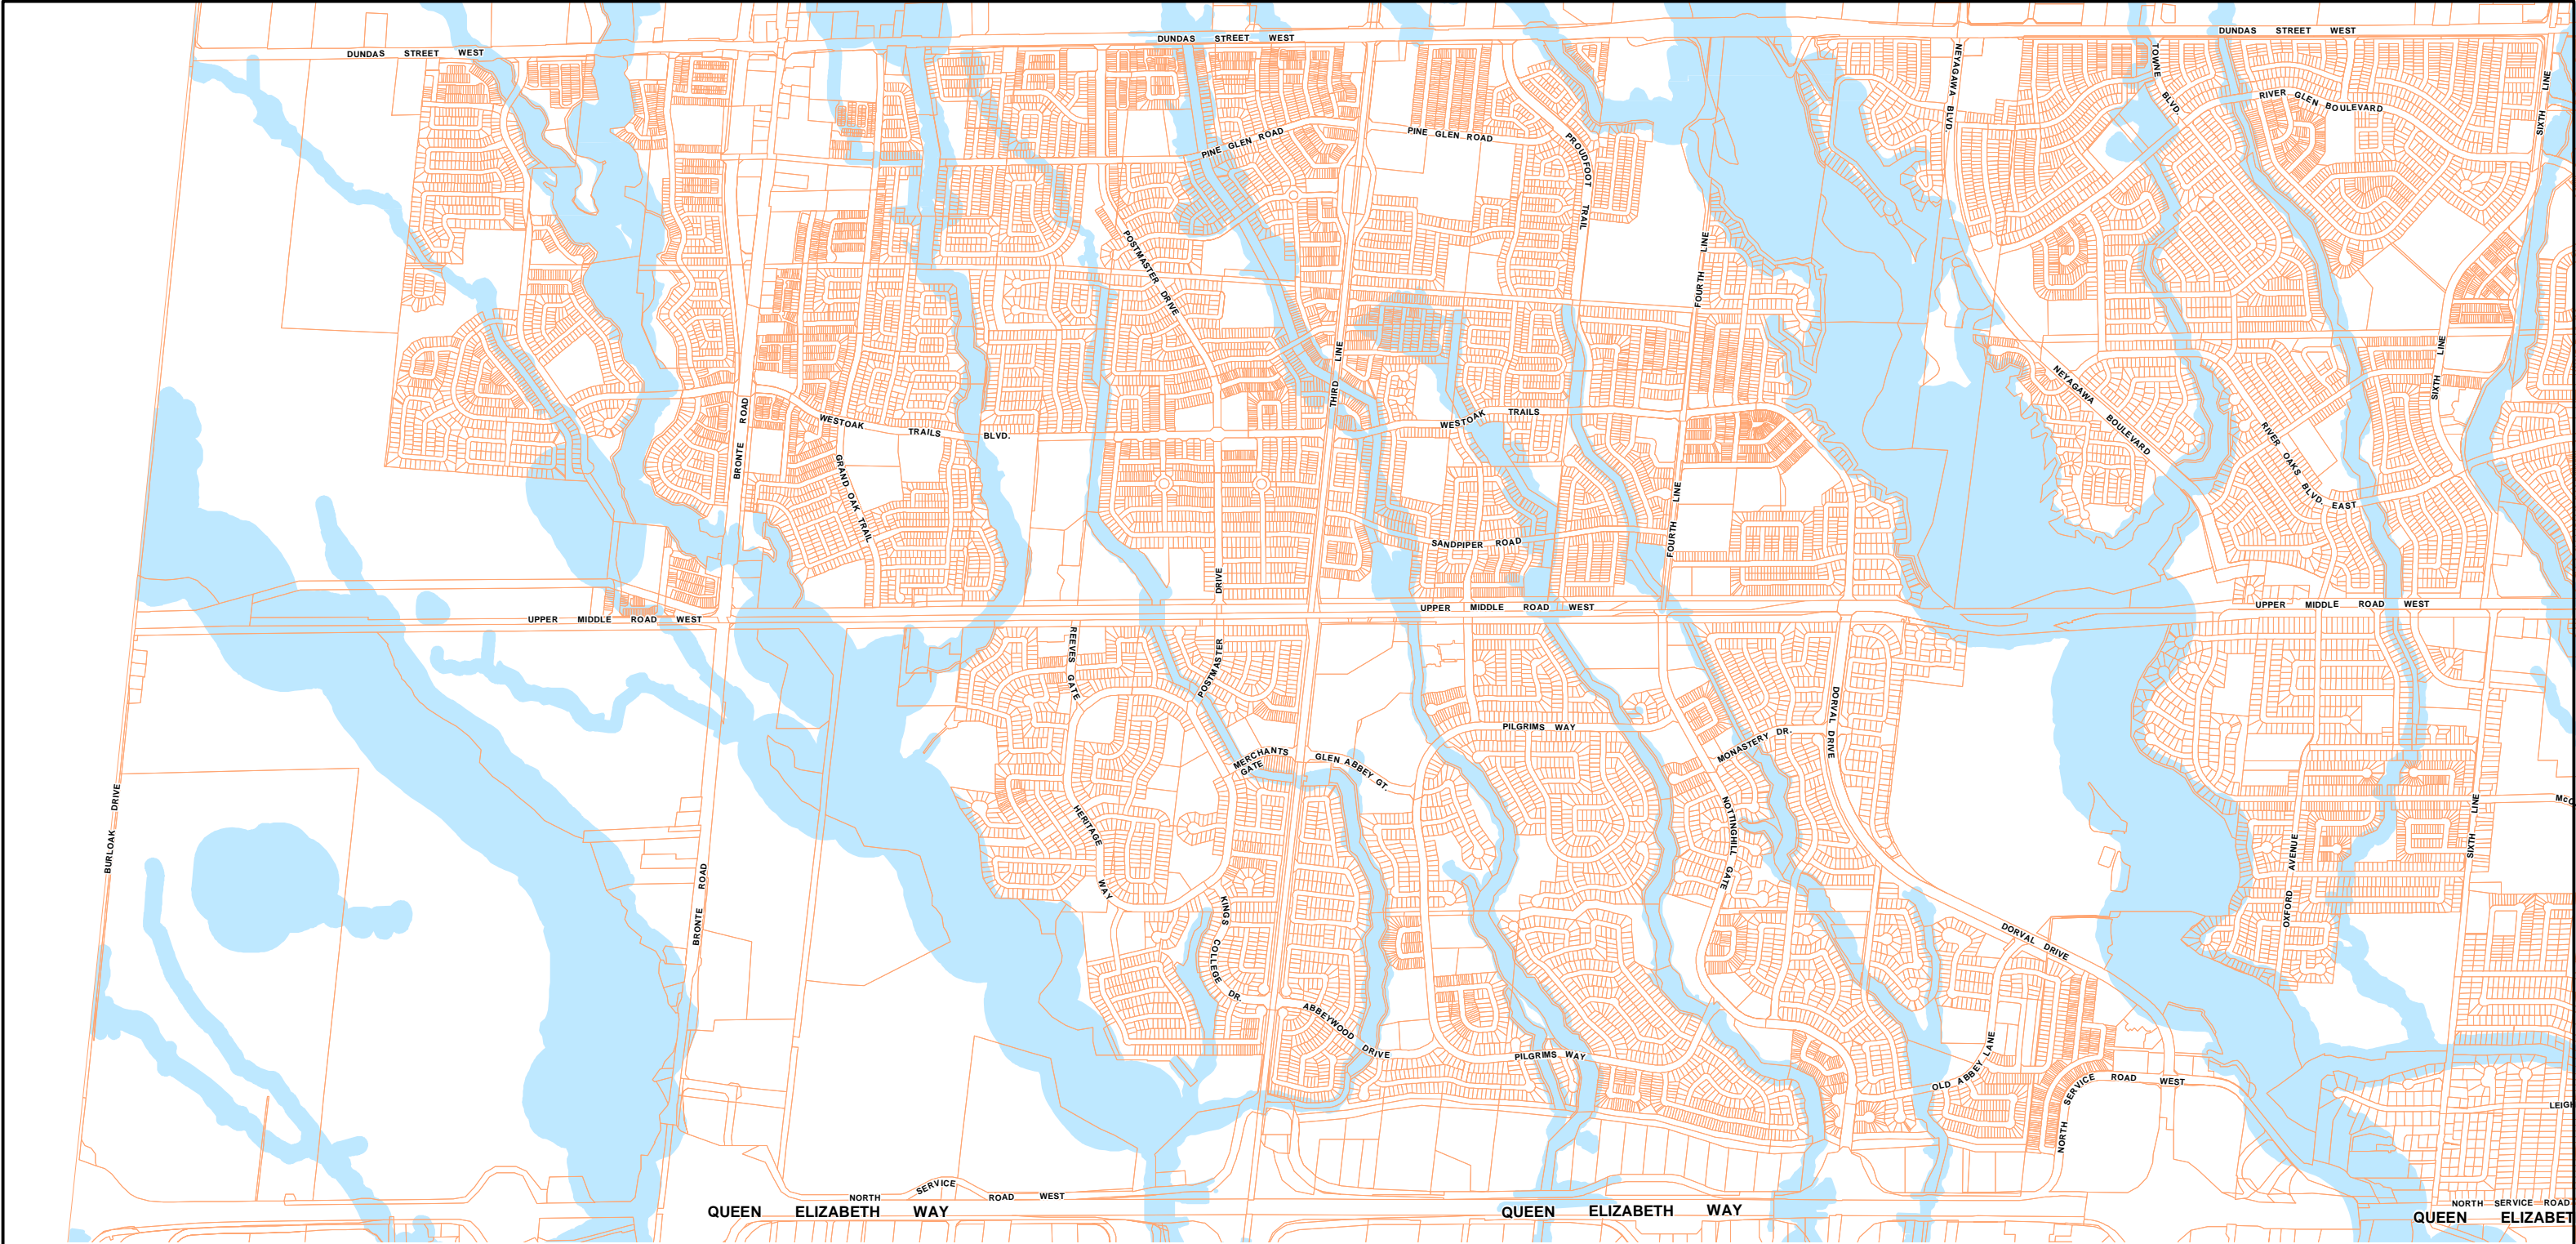 DUNDAS STREET WEST
DUNDAS STREET WEST
DUNDAS STREET WEST
NEYAGAWA BLVD.
TOWNE BLVD.
RIVER GLEN BOULEVARD
SIXTH LINE
PINE GLEN ROAD
PINE GLEN ROAD
PROUDFOOT TRAIL
POSTMASTER DRIVE
FOURTH LINE
THIRD LINE
SIXTH LINE
NEYAGAWA BOULEVARD
BRONTE ROAD
WESTOAK TRAILS BLVD.
WESTOAK TRAILS
GRAND OAK TRAIL
RIVER OAKS BLVD. EAST
FOURTH LINE
SANDPIPER ROAD
DRIVE
UPPER MIDDLE ROAD WEST
UPPER MIDDLE ROAD WEST
UPPER MIDDLE ROAD WEST
REEVES GATE
POSTMASTER
PILGRIMS WAY
DORVAL DRIVE
MONASTERY DR.
MERCHANTS GATE
GLEN ABBEY GT.
BURLOAK DRIVE
HERITAGE WAY
NOTTINGHILL GATE
SIXTH LINE
McC
OXFORD AVENUE
BRONTE ROAD
KINGS COLLEGE DR.
DORVAL DRIVE
ABBEYWOOD DRIVE
PILGRIMS WAY
OLD ABBEY LANE
NORTH SERVICE ROAD WEST
LEIGH
NORTH SERVICE ROAD WEST
QUEEN ELIZABETH WAY
QUEEN ELIZABETH WAY
NORTH SERVICE ROAD
QUEEN ELIZABET